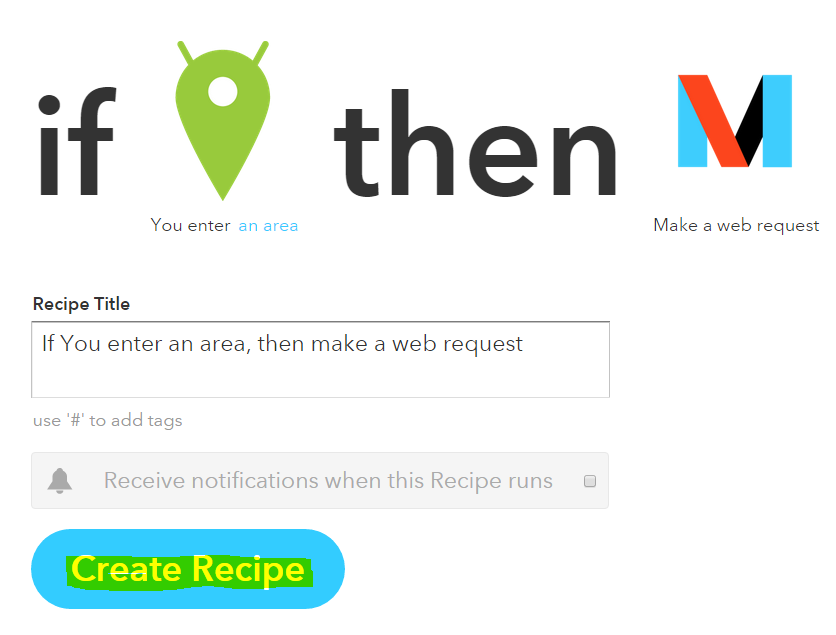 if then
You enter an area
Make a web request
Recipe Title
If You enter an area, then make a web request
use '#' to add tags
Receive notifications when this Recipe runs
Create Recipe